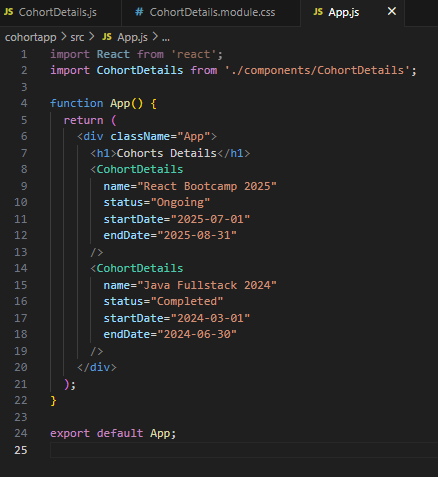 JS CohortDetails.js
# CohortDetails.module.css
JS App.js ×
cohortapp > src > JS App.js > ...
1 import React from 'react';
2 import CohortDetails from './components/CohortDetails';
3
4 function App() {
5   return (
6     <div className="App">
7       <h1>Cohorts Details</h1>
8       <CohortDetails
9         name="React Bootcamp 2025"
10         status="Ongoing"
11         startDate="2025-07-01"
12         endDate="2025-08-31"
13       />
14       <CohortDetails
15         name="Java Fullstack 2024"
16         status="Completed"
17         startDate="2024-03-01"
18         endDate="2024-06-30"
19       />
20     </div>
21   );
22 }
23
24 export default App;
25